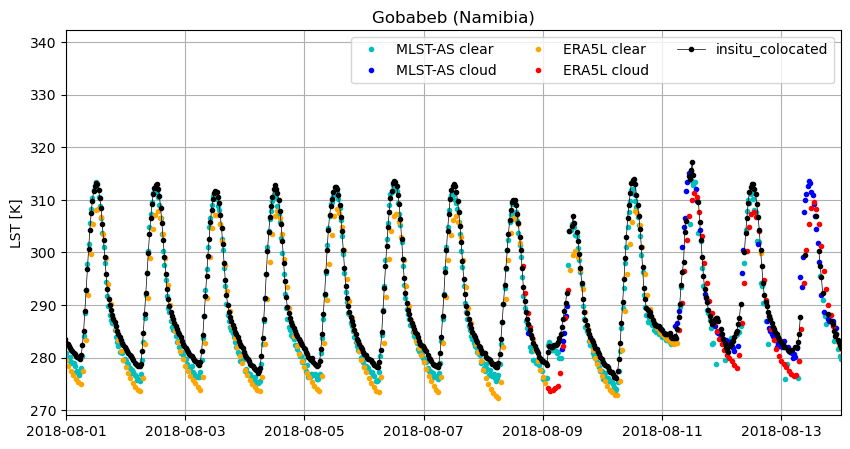 Gobabeb (Namibia)
MLST-AS clear ERA5L clear insitu_colocated
MLST-AS cloud ERA5L cloud
LST [K]
340
330
320
310
300
290
280
270
2018-08-01 2018-08-03 2018-08-05 2018-08-07 2018-08-09 2018-08-11 2018-08-13